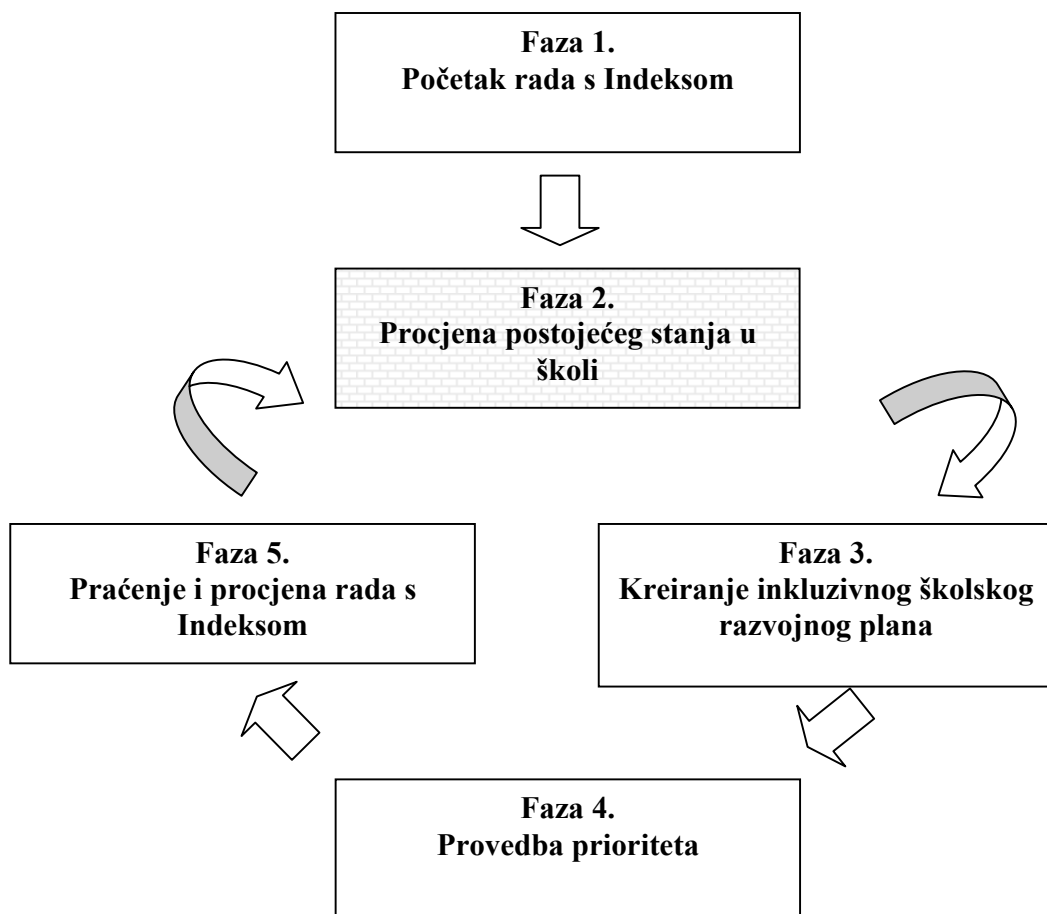 Faza 1.
Početak rada s Indeksom
Faza 2.
Procjena postojećeg stanja u
školi
Faza 3.
Kreiranje inkluzivnog školskog
razvojnog plana
Faza 4.
Provedba prioriteta
Faza 5.
Praćenje i procjena rada s
Indeksom